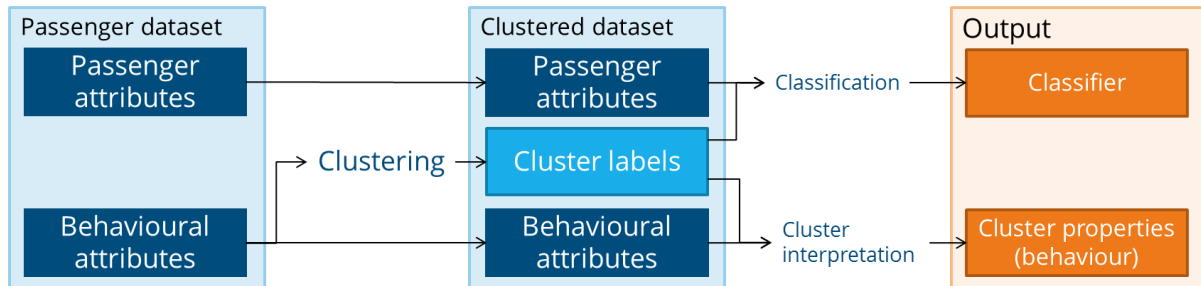 Passenger dataset
Passenger
attributes
Behavioural
attributes
Clustering
Clustered dataset
Passenger
attributes
Cluster labels
Behavioural
attributes
Classification
Cluster
interpretation
Output
Classifier
Cluster properties
(behaviour)